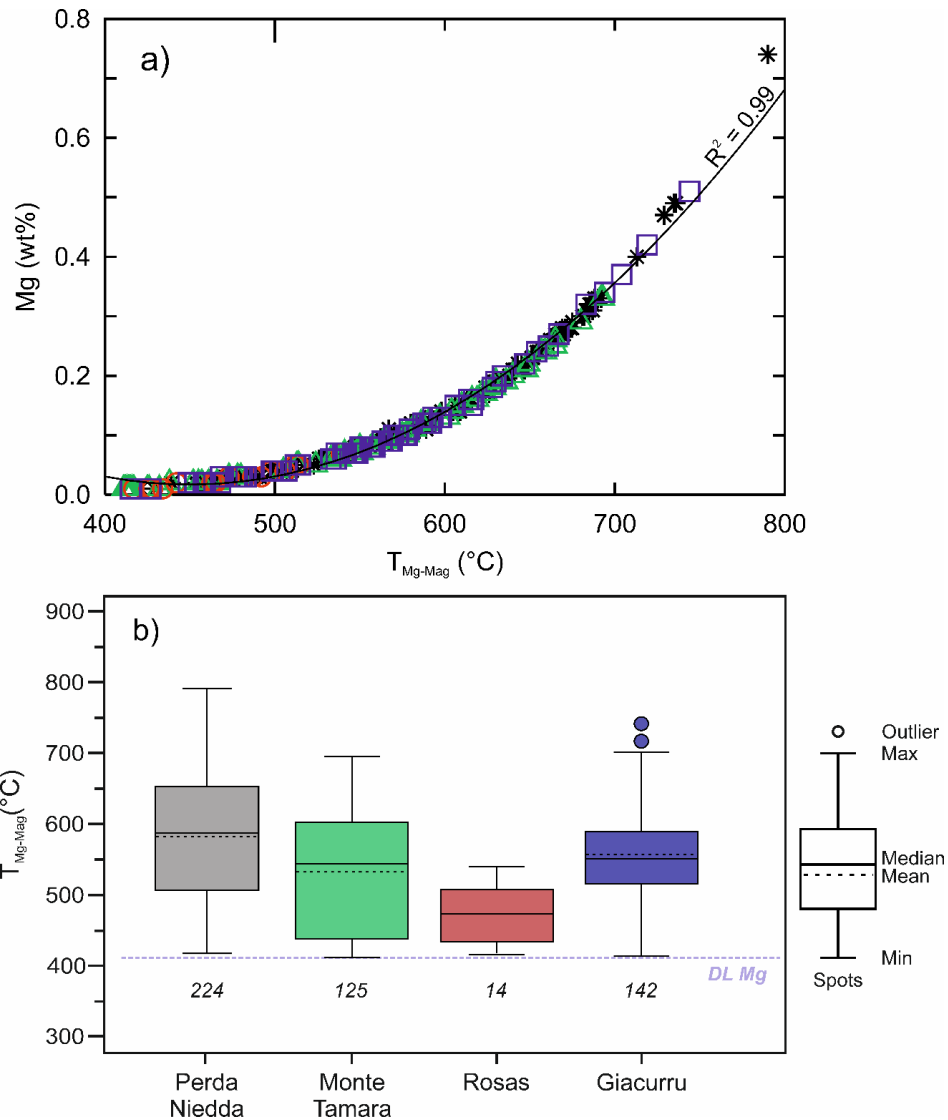 a)
0.8
0.6
0.4
0.2
0.0
Mg (wt%)
R² = 0.99
400 500 600 700 800
T Mg-Mag (°C)
b)
900
800
700
600
500
400
300
T Mg-Mag (°C)
DL Mg
224 125 14 142
Perda Niedda
Monte Tamara
Rosas
Giacurru
Outlier
Max
Median
Mean
Min
Spots